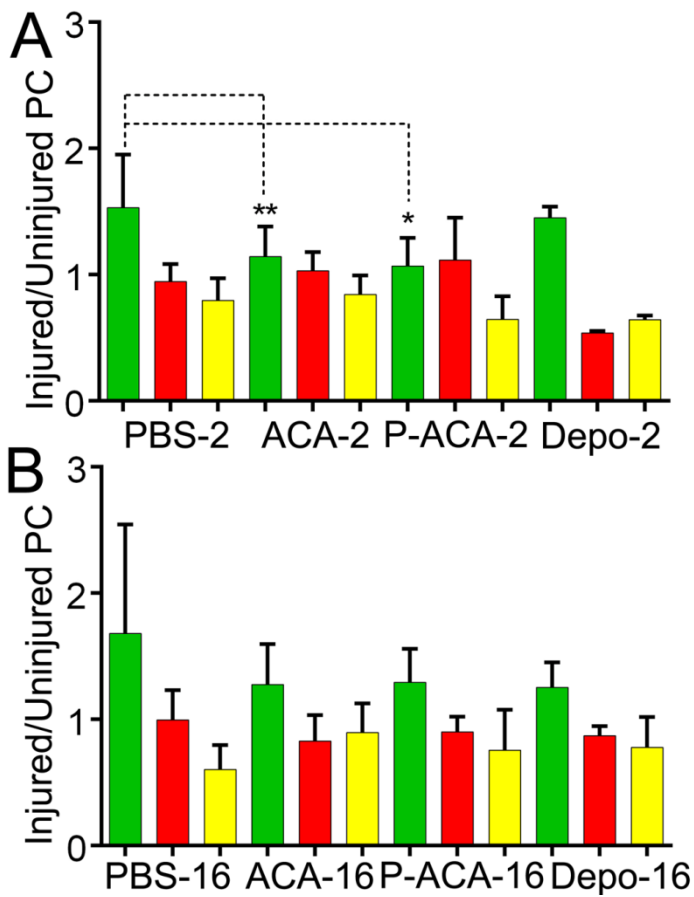 A
Injured/Uninjured PC
3
2
1
0
**
*
PBS-2 ACA-2 P-ACA-2 Depo-2
B
Injured/Uninjured PC
3
2
1
0
PBS-16 ACA-16 P-ACA-16 Depo-16